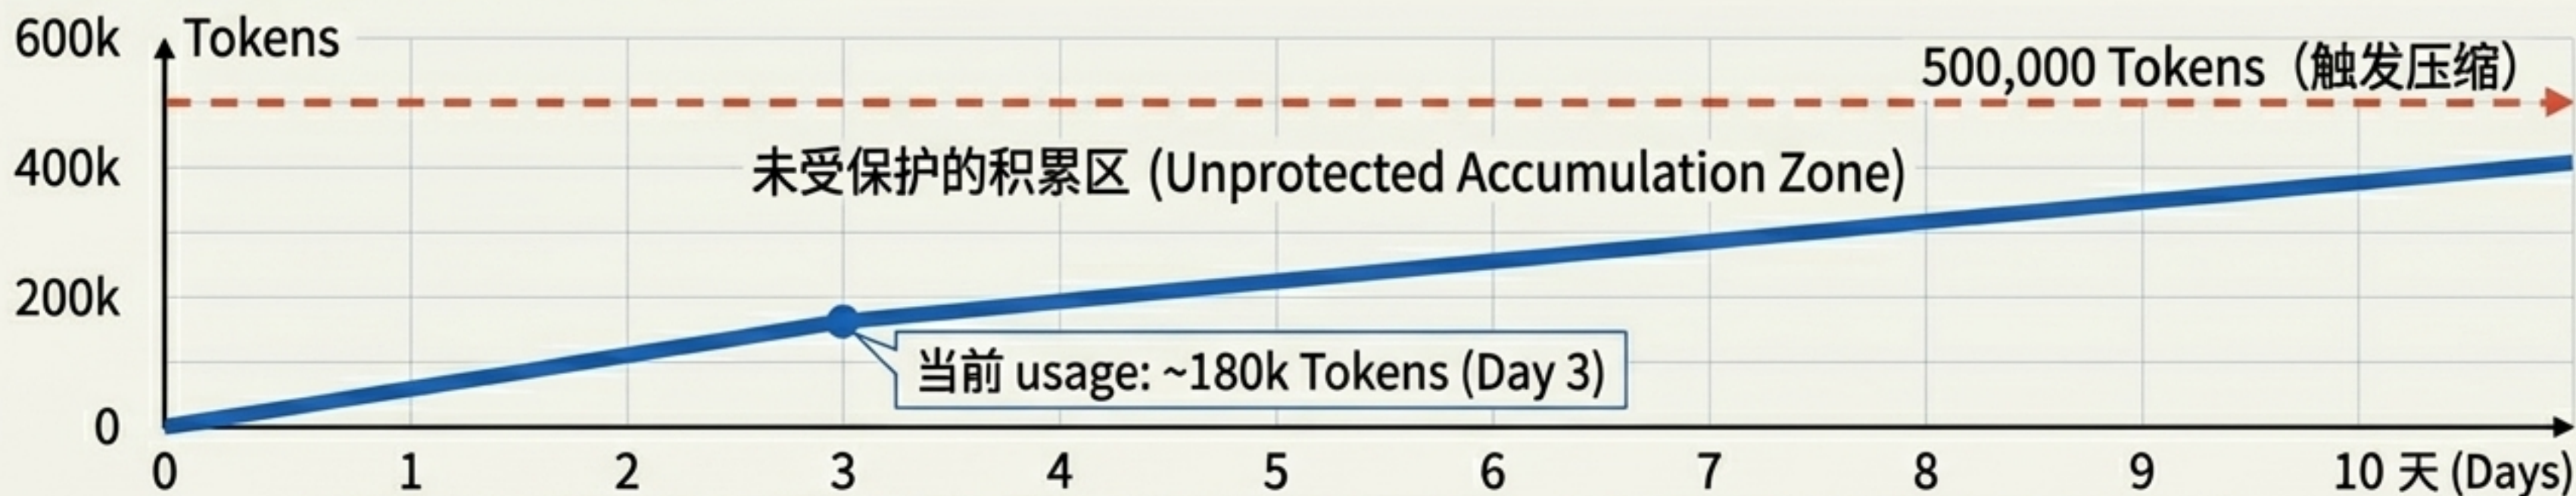 600k
Tokens
500,000 Tokens（触发压缩）
400k
未受保护的积累区 (Unprotected Accumulation Zone)
200k
当前 usage: ~180k Tokens (Day 3)
0
0 1 2 3 4 5 6 7 8 9 10 天 (Days)